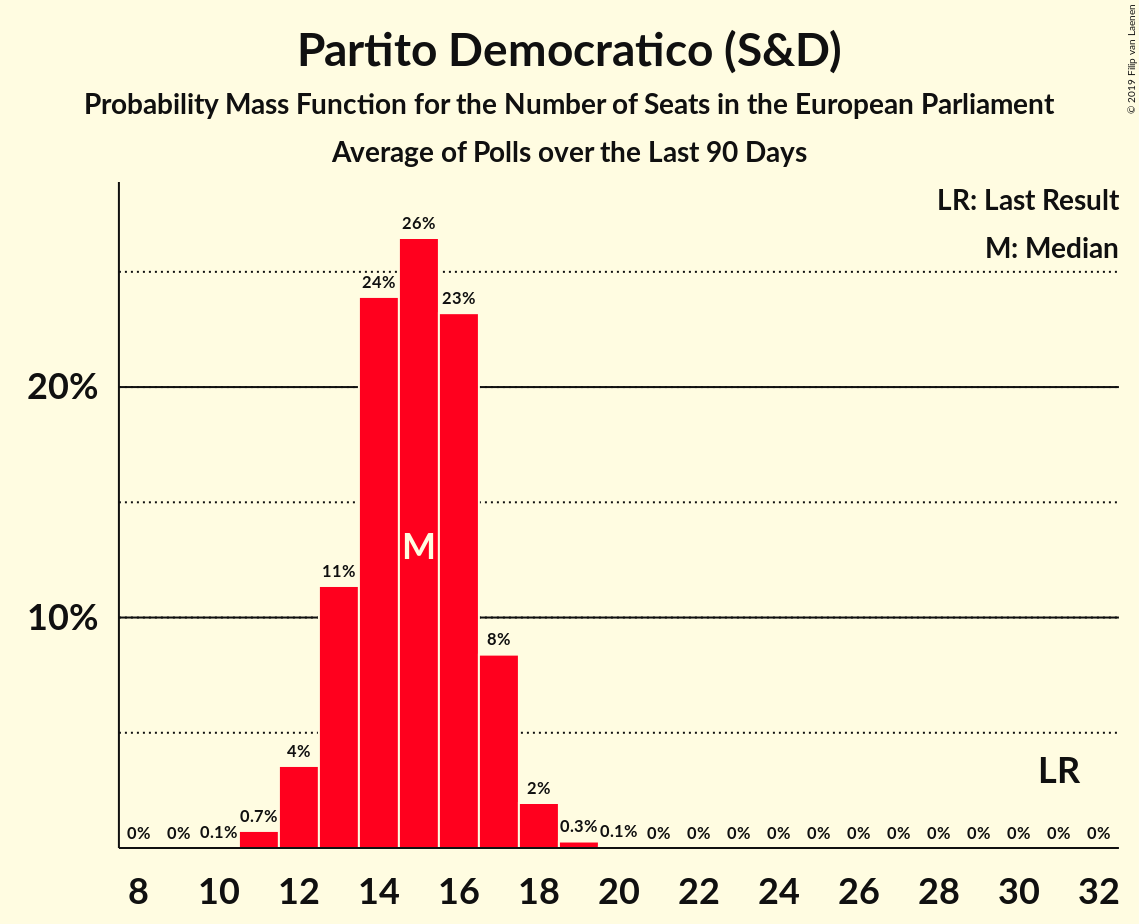 Partito Democratico (S&D)
Probability Mass Function for the Number of Seats in the European Parliament
Average of Polls over the Last 90 Days
© 2019 Filip van Laenen
LR: Last Result
M: Median
26%
24%
23%
20%
M
11%
10%
8%
4%
LR
2%
0% 0% 0.1% 0.7% 0.3% 0.1% 0% 0% 0% 0% 0% 0% 0% 0% 0% 0% 0% 0%
8 10 12 14 16 18 20 22 24 26 28 30 32